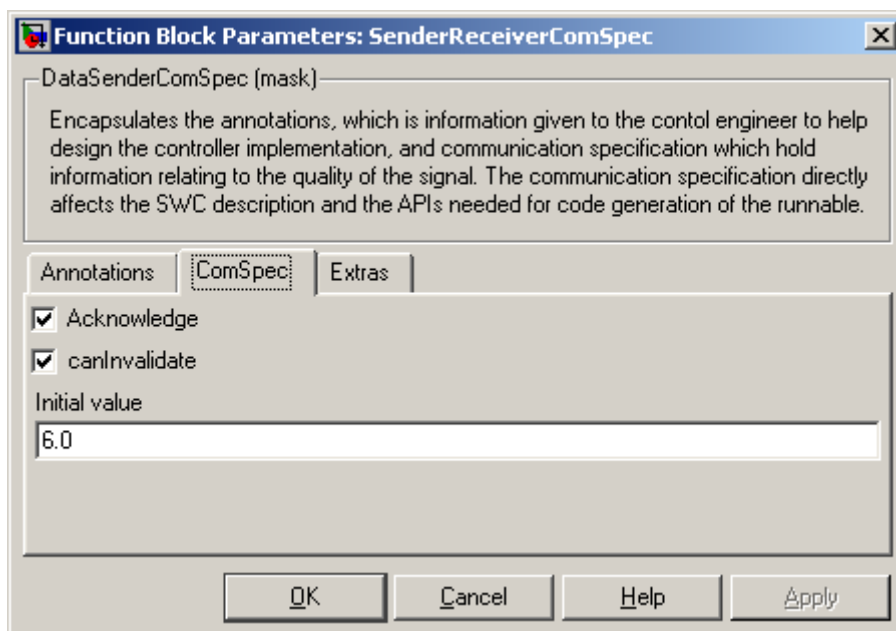 Function Block Parameters: SenderReceiverComSpec
DataSenderComSpec (mask)
Encapsulates the annotations, which is information given to the contol engineer to help
design the controller implementation, and communication specification which hold
information relating to the quality of the signal. The communication specification directly
affects the SWC description and the APIs needed for code generation of the runnable.
Annotations ComSpec Extras
Acknowledge
canInvalidate
Initial value
6.0
OK Cancel Help Apply